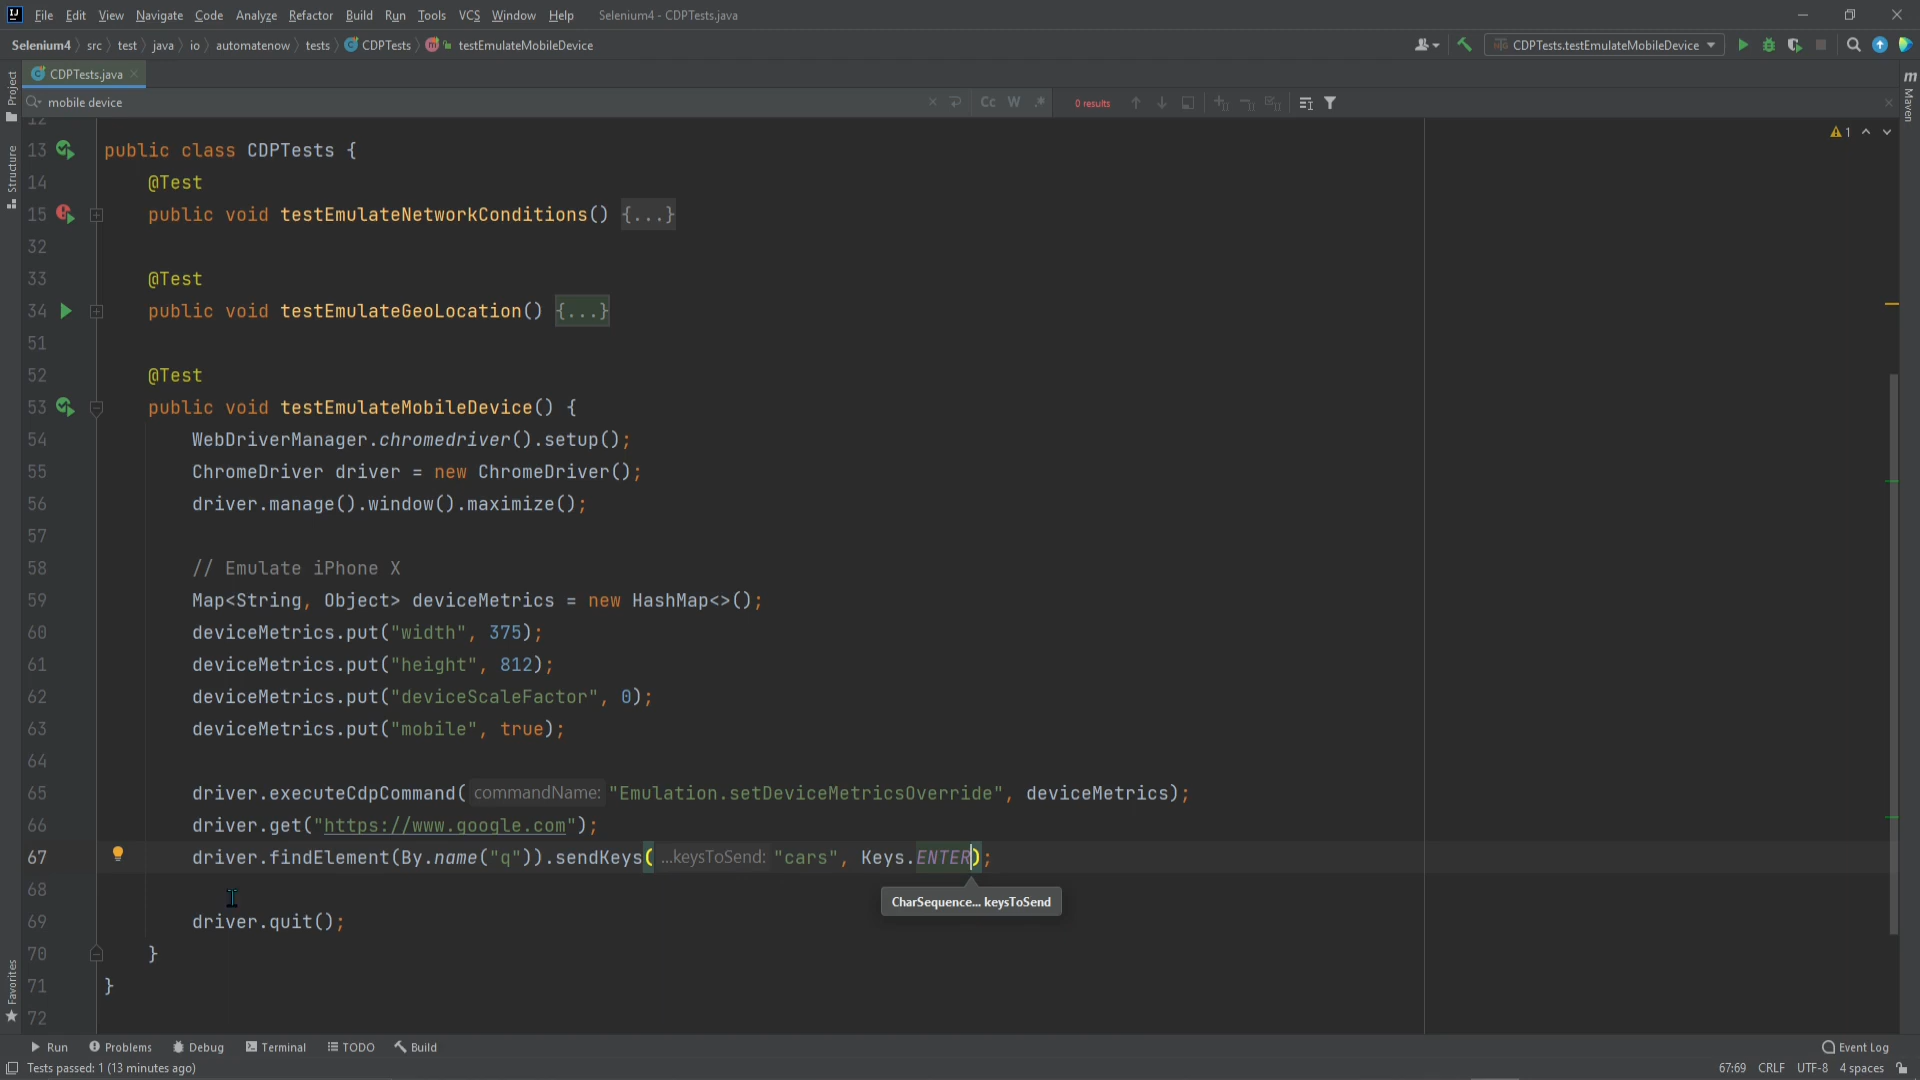 File Edit View Navigate Code Analyze Refactor Build Run Tools VCS Window Help Selenium4 - CDPTests.java
Selenium4 src test java io automatenow tests CDPTests testEmulateMobileDevice CDPTests.testEmulateMobileDevice
CDPTests.java
mobile device Cc W .* 0 results
Project
Structure
Favorites
Maven
1
12
13 public class CDPTests {
14 @Test
15 public void testEmulateNetworkConditions() {...}
32
33 @Test
34 public void testEmulateGeoLocation() {...}
51
52 @Test
53 public void testEmulateMobileDevice() {
54 WebDriverManager.chromedriver().setup();
55 ChromeDriver driver = new ChromeDriver();
56 driver.manage().window().maximize();
57
58 // Emulate iPhone X
59 Map<String, Object> deviceMetrics = new HashMap<>();
60 deviceMetrics.put("width", 375);
61 deviceMetrics.put("height", 812);
62 deviceMetrics.put("deviceScaleFactor", 0);
63 deviceMetrics.put("mobile", true);
64
65 driver.executeCdpCommand( commandName: "Emulation.setDeviceMetricsOverride", deviceMetrics);
66 driver.get("https://www.google.com");
67 driver.findElement(By.name("q")).sendKeys( ...keysToSend: "cars", Keys.ENTER);
68
CharSequence... keysToSend
69 driver.quit();
70 }
71 }
72
Run Problems Debug Terminal TODO Build Event Log
Tests passed: 1 (13 minutes ago) 67:69 CRLF UTF-8 4 spaces